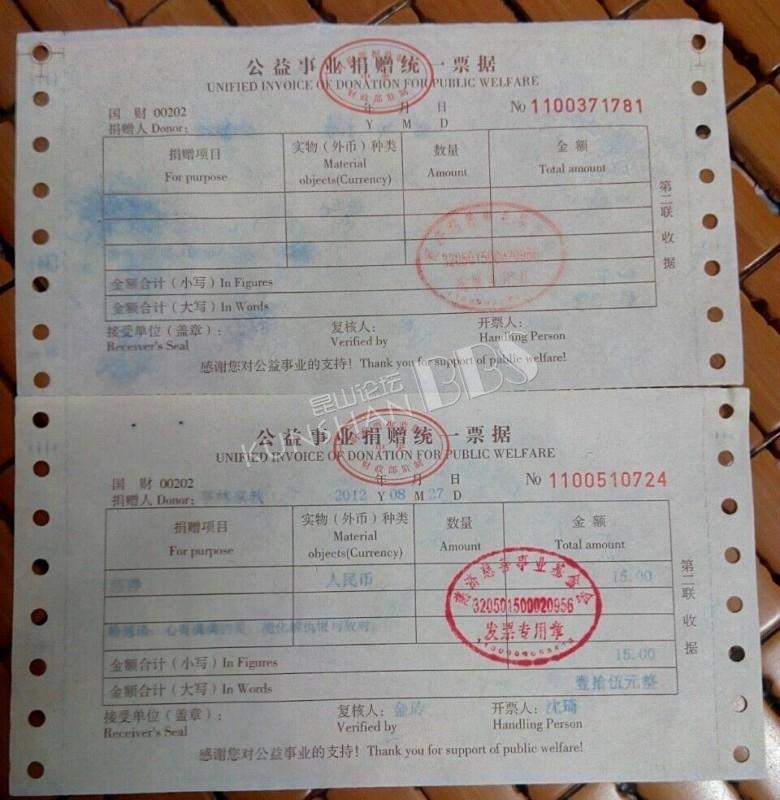 公益事业捐赠统一票据
UNIFIED INVOICE OF DONATION FOR PUBLIC WELFARE
国 财 00202
年 月 日
No 1100371781
捐赠人 Donor:
Y M D
捐赠项目 实物（外币）种类 数量 金 额
For purpose Material objects(Currency) Amount Total amount
320501500020956
金额合计（小写）In Figures
金额合计（大写）In Words
第二联 收据
接受单位（盖章）: 复核人: 开票人:
Receiver's Seal Verified by Handling Person
感谢您对公益事业的支持! Thank you for support of public welfare!
昆山论坛
KUNSHAN BBS
公益事业捐赠统一票据
UNIFIED INVOICE OF DONATION FOR PUBLIC WELFARE
财政部监制
国 财 00202
年 月 日
No 1100510724
捐赠人 Donor:
2012 Y 08 M 27 D
捐赠项目 实物（外币）种类 数量 金 额
For purpose Material objects(Currency) Amount Total amount
人民币 15.00
320501500020956
发票专用章
金额合计（小写）In Figures 15.00
金额合计（大写）In Words 壹拾伍元整
第二联 收据
接受单位（盖章）: 复核人: 金玲 开票人: 沈琦
Receiver's Seal Verified by Handling Person
感谢您对公益事业的支持! Thank you for support of public welfare!